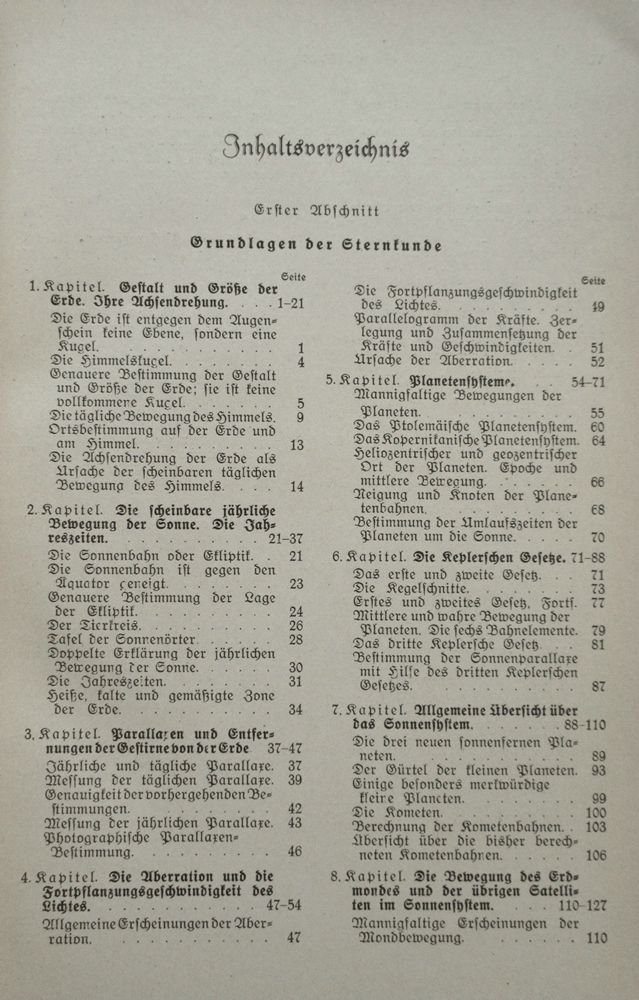 Inhaltsverzeichnis
Erster Abschnitt
Grundlagen der Sternkunde
Seite
1. Kapitel. Gestalt und Größe der
Erde. Ihre Achsendrehung. . . . 1–21
Die Erde ist entgegen dem Augen=
schein keine Ebene, sondern eine
Kugel. . . . . . . . . . . 1
Die Himmelskugel. . . . . . . 4
Genauere Bestimmung der Gestalt
und Größe der Erde; sie ist keine
vollkommene Kugel. . . . . . 5
Die tägliche Bewegung des Himmels. 9
Ortsbestimmung auf der Erde und
am Himmel. . . . . . . . . 13
Die Achsendrehung der Erde als
Ursache der scheinbaren täglichen
Bewegung des Himmels. . . . 14
2. Kapitel. Die scheinbare jährliche
Bewegung der Sonne. Die Jah=
reszeiten. . . . . . . . . . 21–37
Die Sonnenbahn oder Ekliptik. . 21
Die Sonnenbahn ist gegen den
Äquator geneigt. . . . . . . 23
Genauere Bestimmung der Lage
der Ekliptik. . . . . . . . . 24
Der Tierkreis. . . . . . . . . 26
Tafel der Sonnenörter. . . . . . 28
Doppelte Erklärung der jährlichen
Bewegung der Sonne. . . . . 30
Die Jahreszeiten. . . . . . . . 31
Heiße, kalte und gemäßigte Zone
der Erde. . . . . . . . . . 34
3. Kapitel. Parallaxen und Entfer=
nungen der Gestirne von der Erde 37–47
Jährliche und tägliche Parallaxe. 37
Messung der täglichen Parallaxe. 39
Genauigkeit der vorhergehenden Be=
stimmungen. . . . . . . . . 42
Messung der jährlichen Parallaxe. 43
Photographische Parallaxen=
Bestimmung. . . . . . . . . 46
4. Kapitel. Die Aberration und die
Fortpflanzungsgeschwindigkeit des
Lichtes. . . . . . . . . . . 47–54
Allgemeine Erscheinungen der Aber=
ration. . . . . . . . . . . 47
Seite
Die Fortpflanzungsgeschwindigkeit
des Lichtes. . . . . . . . . 49
Parallelogramm der Kräfte. Zer=
legung und Zusammensetzung der
Kräfte und Geschwindigkeiten. . 51
Ursache der Aberration. . . . . 52
5. Kapitel. Planetensysteme. . . 54–71
Mannigfaltige Bewegungen der
Planeten. . . . . . . . . . 55
Das Ptolemäische Planetensystem. 60
Das Kopernikanische Planetensystem. 64
Heliozentrischer und geozentrischer
Ort der Planeten. Epoche und
mittlere Bewegung. . . . . . 66
Neigung und Knoten der Plane=
tenbahnen. . . . . . . . . 68
Bestimmung der Umlaufszeiten der
Planeten um die Sonne. . . . 70
6. Kapitel. Die Keplerschen Gesetze. 71–88
Das erste und zweite Gesetz. . . 71
Die Kegelschnitte. . . . . . . 73
Erstes und zweites Gesetz, Forts. 77
Mittlere und wahre Bewegung der
Planeten. Die sechs Bahnelemente. 79
Das dritte Keplersche Gesetz. . . 81
Bestimmung der Sonnenparallaxe
mit Hilfe des dritten Keplerschen
Gesetzes. . . . . . . . . . 87
7. Kapitel. Allgemeine Übersicht über
das Sonnensystem. . . . . . 88–110
Die drei neuen sonnenfernen Pla=
neten. . . . . . . . . . . 89
Der Gürtel der kleinen Planeten. 93
Einige besonders merkwürdige
kleine Planeten. . . . . . . 99
Die Kometen. . . . . . . . . 100
Berechnung der Kometenbahnen. . 103
Übersicht über die bisher berech=
neten Kometenbahnen. . . . . 106
8. Kapitel. Die Bewegung des Erd=
mondes und der übrigen Satelli=
ten im Sonnensystem. . . . 110–127
Mannigfaltige Erscheinungen der
Mondbewegung. . . . . . . 110